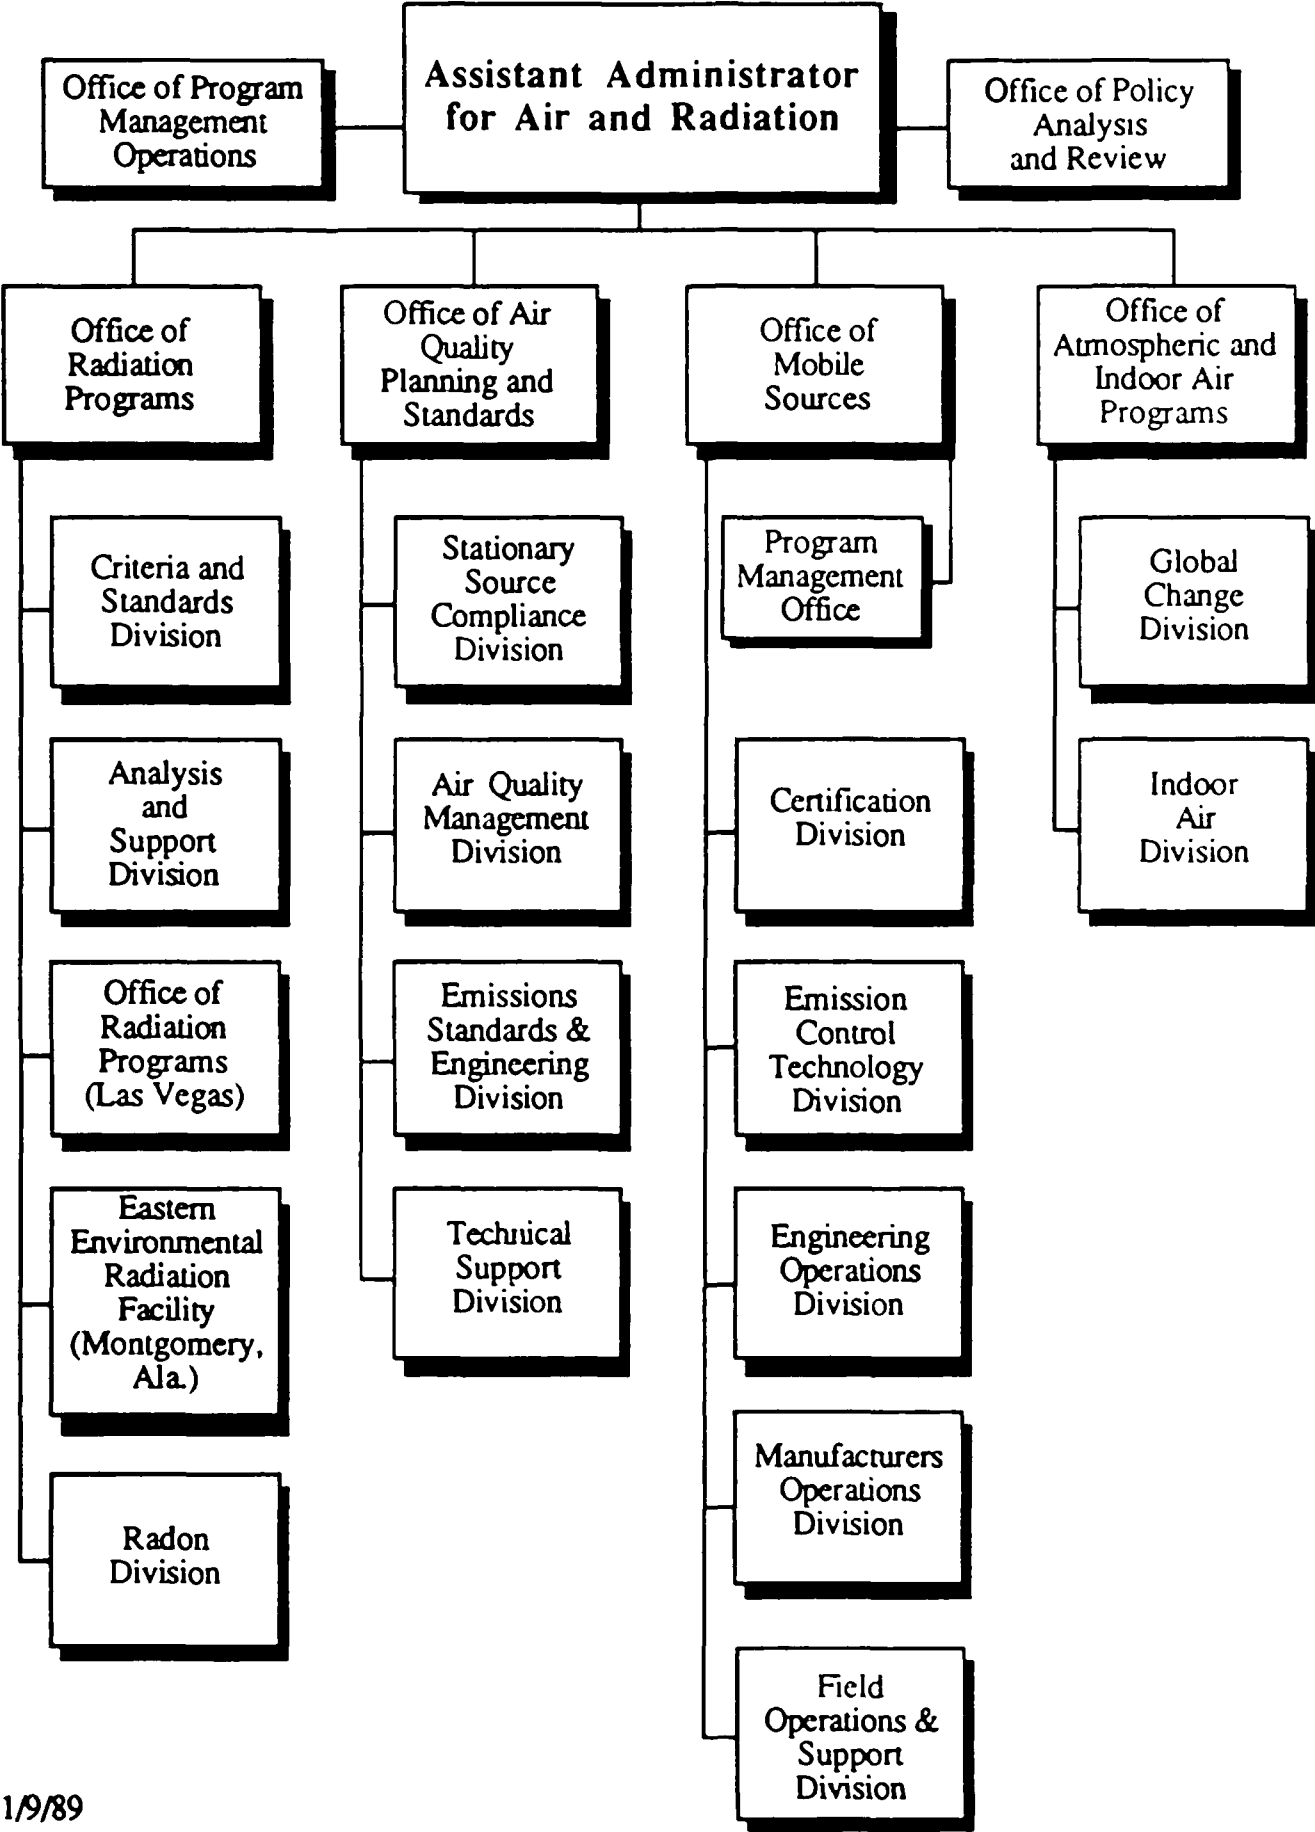 Assistant Administrator
for Air and Radiation
Office of Program
Management
Operations
Office of Policy
Analysis
and Review
Office of
Radiation
Programs
Office of Air
Quality
Planning and
Standards
Office of
Mobile
Sources
Office of
Atmospheric and
Indoor Air
Programs
Criteria and
Standards
Division
Analysis
and
Support
Division
Office of
Radiation
Programs
(Las Vegas)
Eastern
Environmental
Radiation
Facility
(Montgomery,
Ala.)
Radon
Division
Stationary
Source
Compliance
Division
Air Quality
Management
Division
Emissions
Standards &
Engineering
Division
Technical
Support
Division
Program
Management
Office
Certification
Division
Emission
Control
Technology
Division
Engineering
Operations
Division
Manufacturers
Operations
Division
Field
Operations &
Support
Division
Global
Change
Division
Indoor
Air
Division
1/9/89